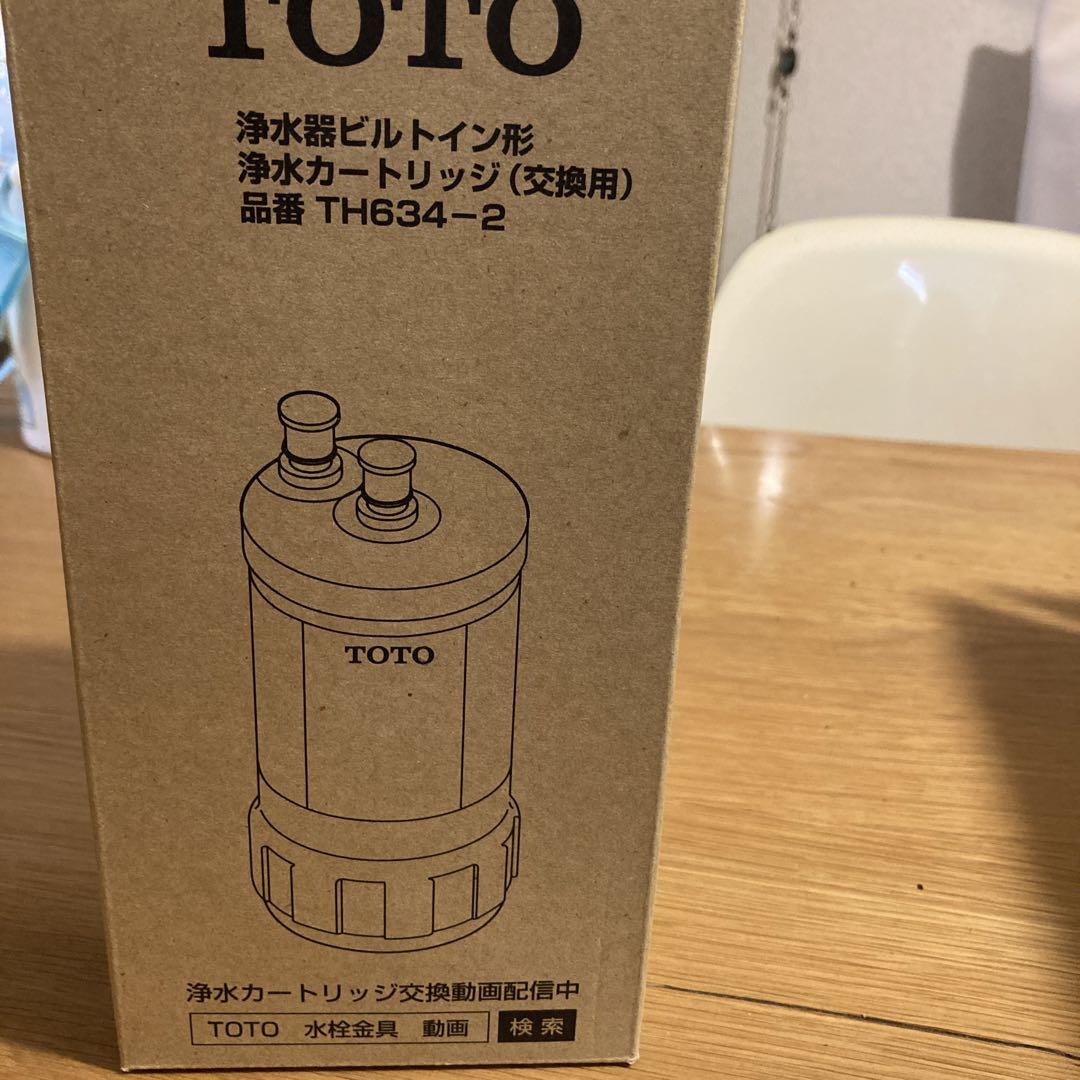 TOTO
浄水器ビルトイン形
浄水カートリッジ(交換用)
品番 TH634-2
TOTO
浄水カートリッジ交換動画配信中
TOTO 水栓金具 動画 検索